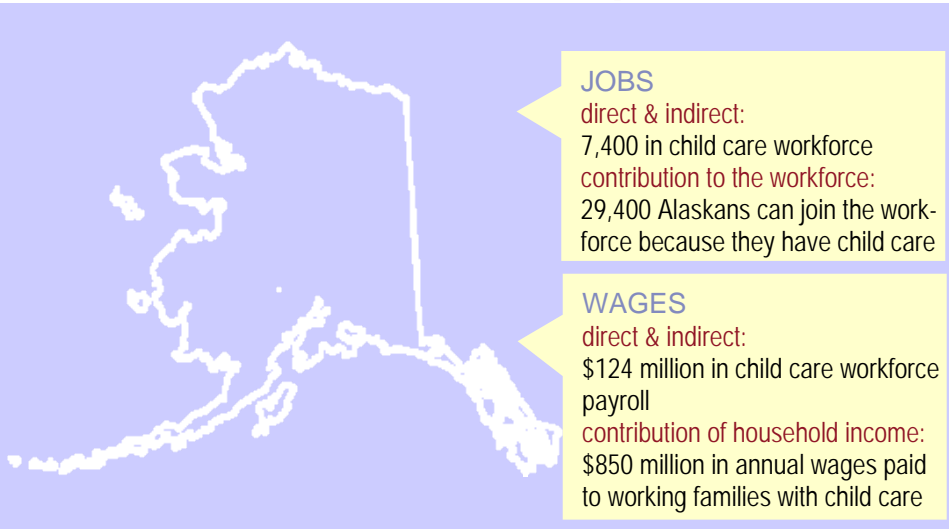 JOBS
direct & indirect:
7,400 in child care workforce
contribution to the workforce:
29,400 Alaskans can join the work-
force because they have child care
WAGES
direct & indirect:
$124 million in child care workforce
payroll
contribution of household income:
$850 million in annual wages paid
to working families with child care